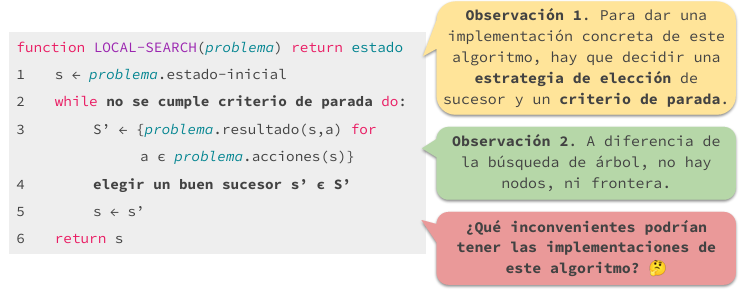 function LOCAL-SEARCH(problema) return estado
1 s ← problema.estado-inicial
2 while no se cumple criterio de parada do:
3 S’ ← {problema.resultado(s,a) for
a ϵ problema.acciones(s)}
4 elegir un buen sucesor s’ ϵ S’
5 s ← s’
6 return s
Observación 1. Para dar una
implementación concreta de este
algoritmo, hay que decidir una
estrategia de elección de
sucesor y un criterio de parada.
Observación 2. A diferencia de
la búsqueda de árbol, no hay
nodos, ni frontera.
¿Qué inconvenientes podrían
tener las implementaciones de
este algoritmo? 🤔